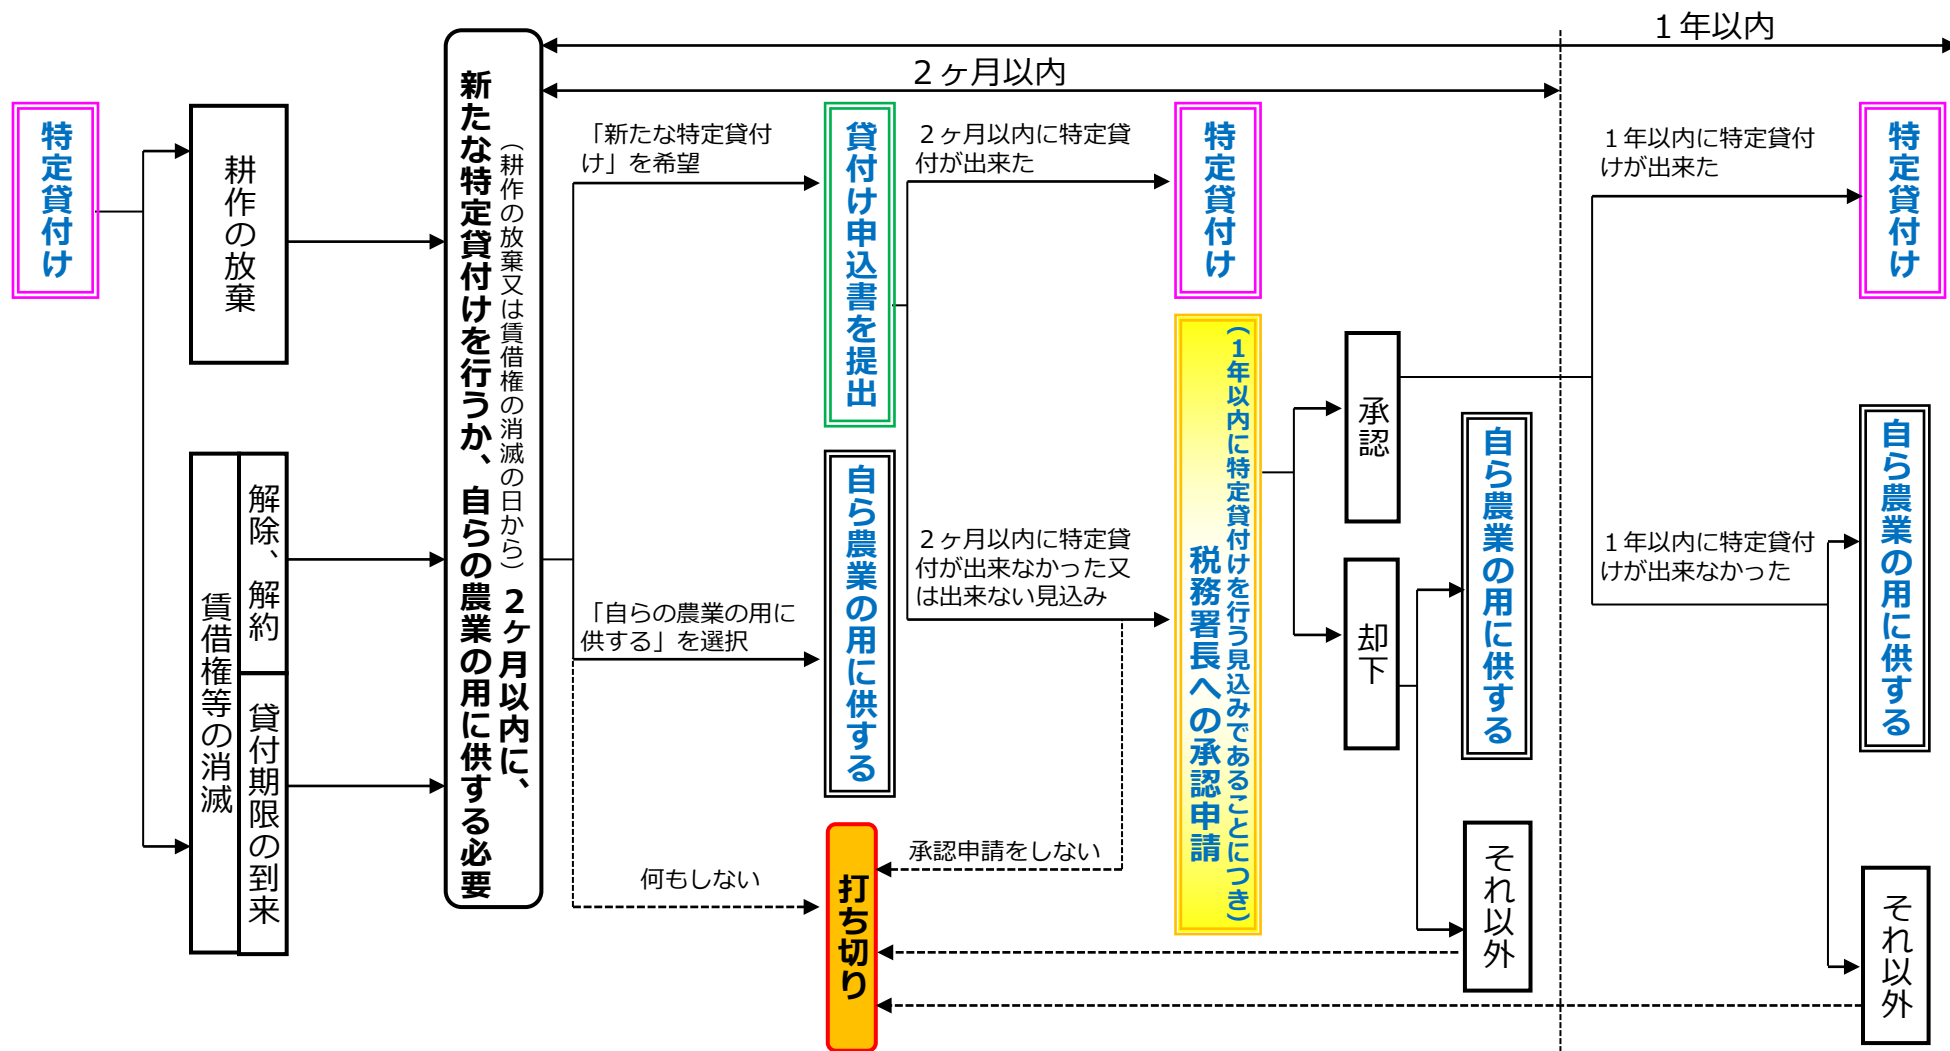 1年以内
2ヶ月以内
特定貸付け
耕作の放棄
賃借権等の消滅
解除、解約
貸付期限の到来
(耕作の放棄又は賃借権の消滅の日から)2ヶ月以内に、
新たな特定貸付けを行うか、自らの農業の用に供する必要
「新たな特定貸付
け」を希望
「自らの農業の用に
供する」を選択
何もしない
貸付け申込書を提出
自ら農業の用に供する
打ち切り
2ヶ月以内に特定貸
付が出来た
2ヶ月以内に特定貸
付が出来なかった又
は出来ない見込み
承認申請をしない
特定貸付け
(1年以内に特定貸付けを行う見込みであることにつき)
税務署長への承認申請
承認
却下
自ら農業の用に供する
それ以外
1年以内に特定貸付
けが出来た
1年以内に特定貸付
けが出来なかった
特定貸付け
自ら農業の用に供する
それ以外